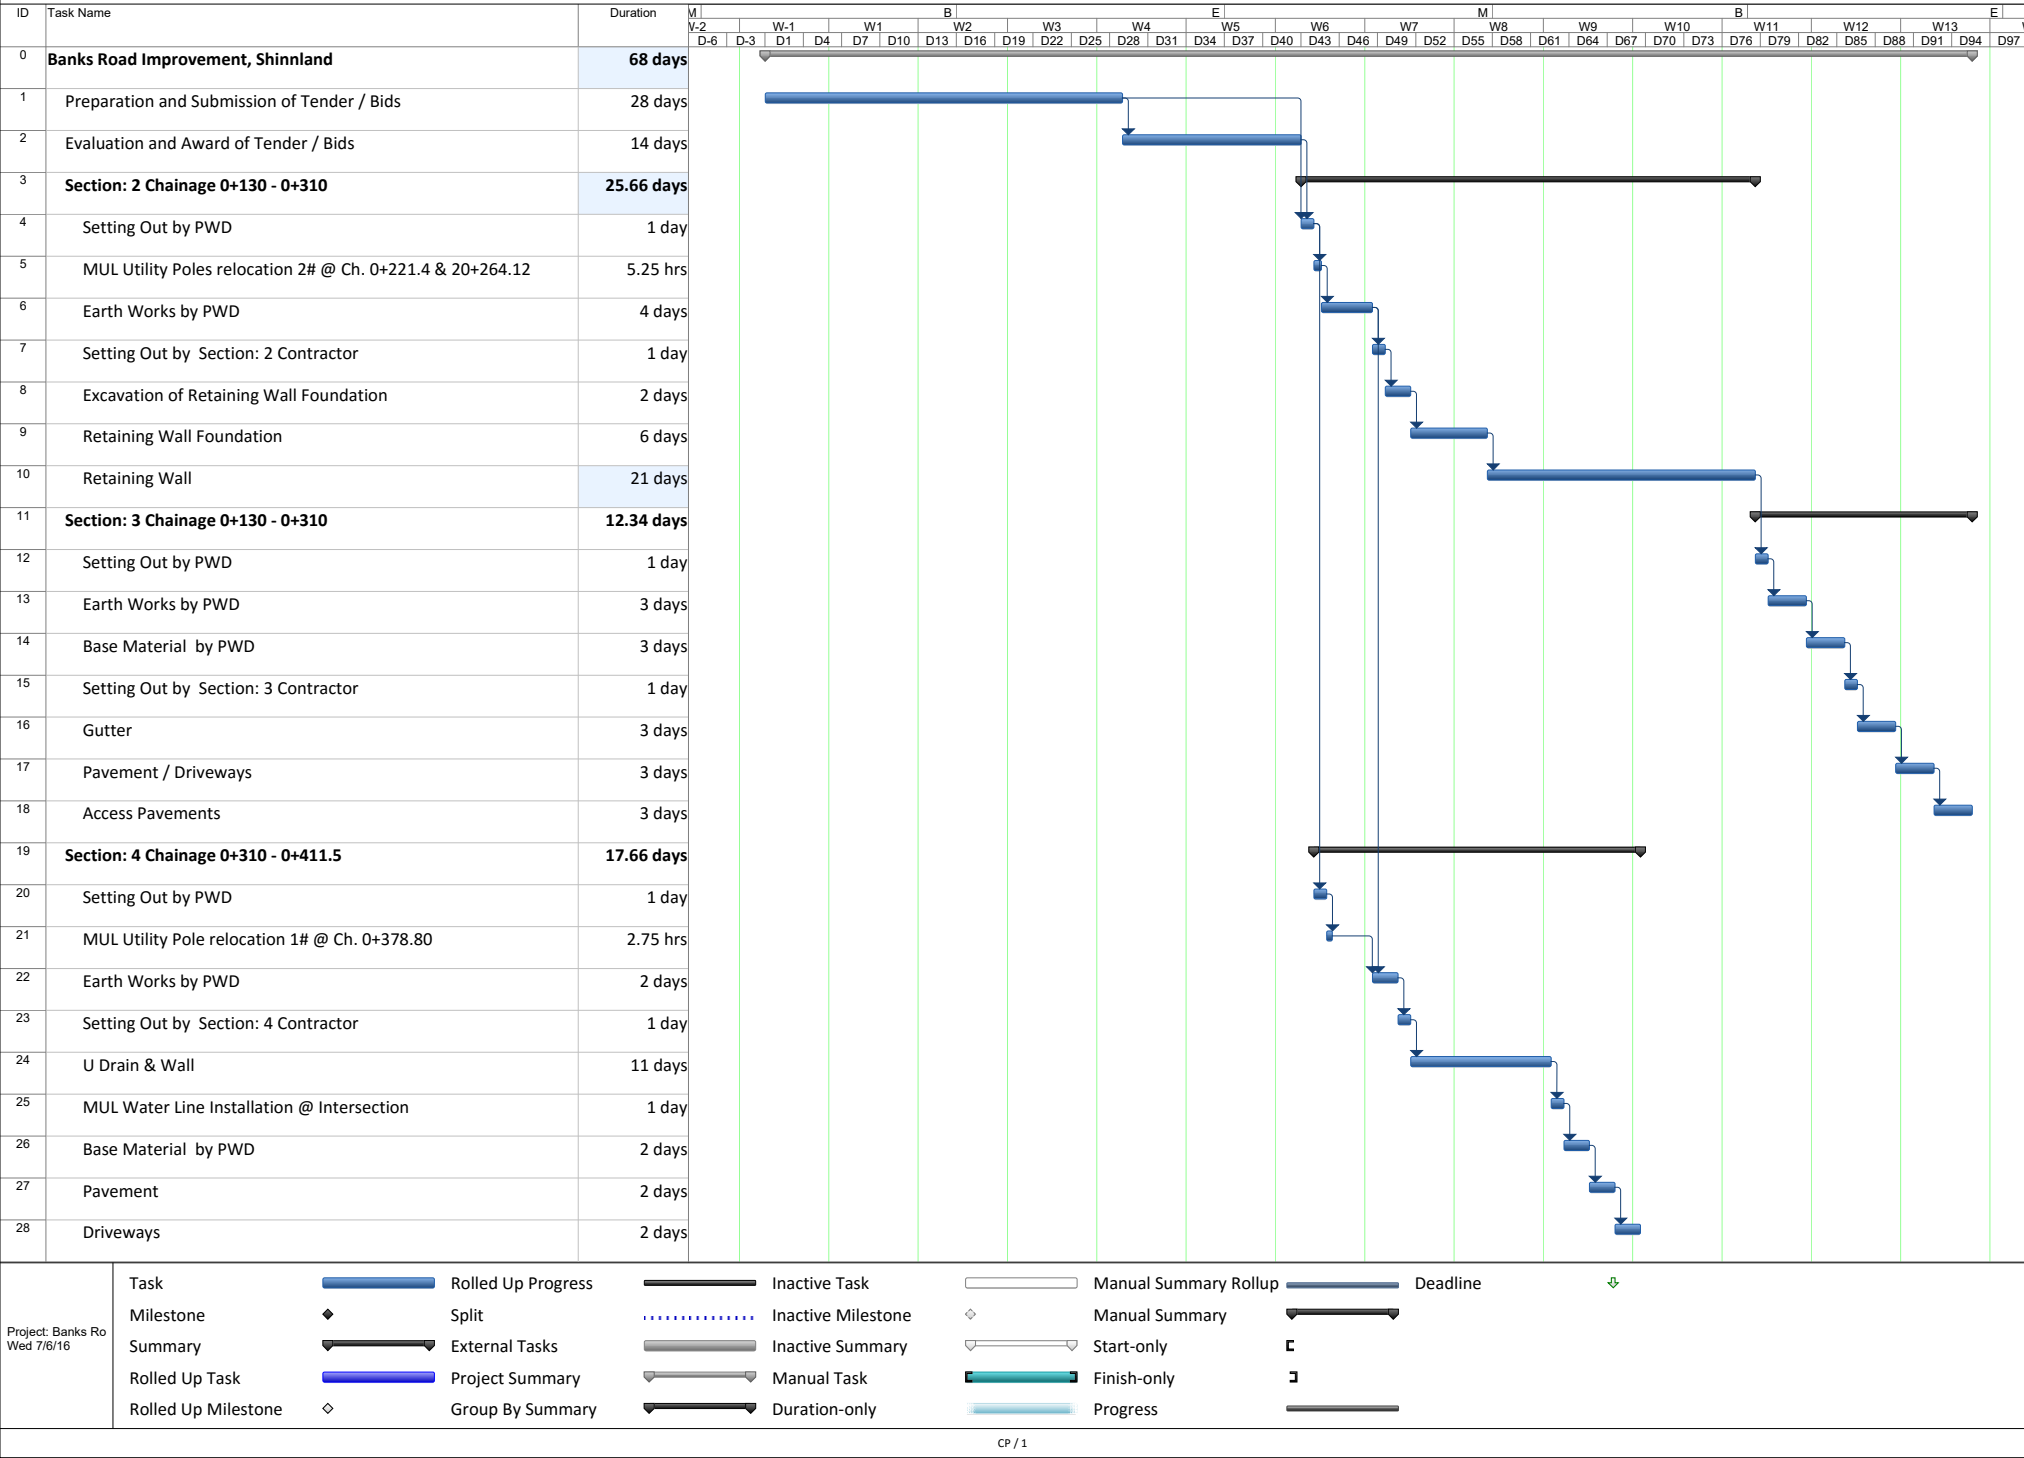 ID Task Name Duration M B E M B E
W-2 W-1 W1 W2 W3 W4 W5 W6 W7 W8 W9 W10 W11 W12 W13
D-6 D-3 D1 D4 D7 D10 D13 D16 D19 D22 D25 D28 D31 D34 D37 D40 D43 D46 D49 D52 D55 D58 D61 D64 D67 D70 D73 D76 D79 D82 D85 D88 D91 D94 D97
0 Banks Road Improvement, Shinnland 68 days
1 Preparation and Submission of Tender / Bids 28 days
2 Evaluation and Award of Tender / Bids 14 days
3 Section: 2 Chainage 0+130 - 0+310 25.66 days
4 Setting Out by PWD 1 day
5 MUL Utility Poles relocation 2# @ Ch. 0+221.4 & 20+264.12 5.25 hrs
6 Earth Works by PWD 4 days
7 Setting Out by Section: 2 Contractor 1 day
8 Excavation of Retaining Wall Foundation 2 days
9 Retaining Wall Foundation 6 days
10 Retaining Wall 21 days
11 Section: 3 Chainage 0+130 - 0+310 12.34 days
12 Setting Out by PWD 1 day
13 Earth Works by PWD 3 days
14 Base Material by PWD 3 days
15 Setting Out by Section: 3 Contractor 1 day
16 Gutter 3 days
17 Pavement / Driveways 3 days
18 Access Pavements 3 days
19 Section: 4 Chainage 0+310 - 0+411.5 17.66 days
20 Setting Out by PWD 1 day
21 MUL Utility Pole relocation 1# @ Ch. 0+378.80 2.75 hrs
22 Earth Works by PWD 2 days
23 Setting Out by Section: 4 Contractor 1 day
24 U Drain & Wall 11 days
25 MUL Water Line Installation @ Intersection 1 day
26 Base Material by PWD 2 days
27 Pavement 2 days
28 Driveways 2 days
Project: Banks Ro
Wed 7/6/16
Task Rolled Up Progress Inactive Task Manual Summary Rollup Deadline
Milestone Split Inactive Milestone Manual Summary
Summary External Tasks Inactive Summary Start-only
Rolled Up Task Project Summary Manual Task Finish-only
Rolled Up Milestone Group By Summary Duration-only Progress
CP / 1